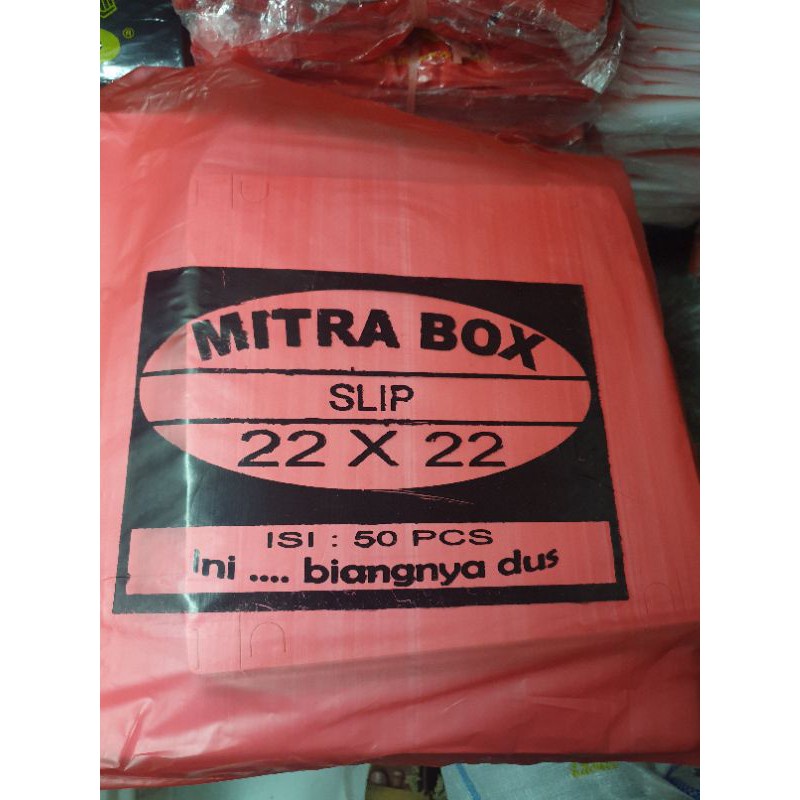 MITRA BOX
SLIP
22 X 22
ISI : 50 PCS
Ini .... biangnya dus